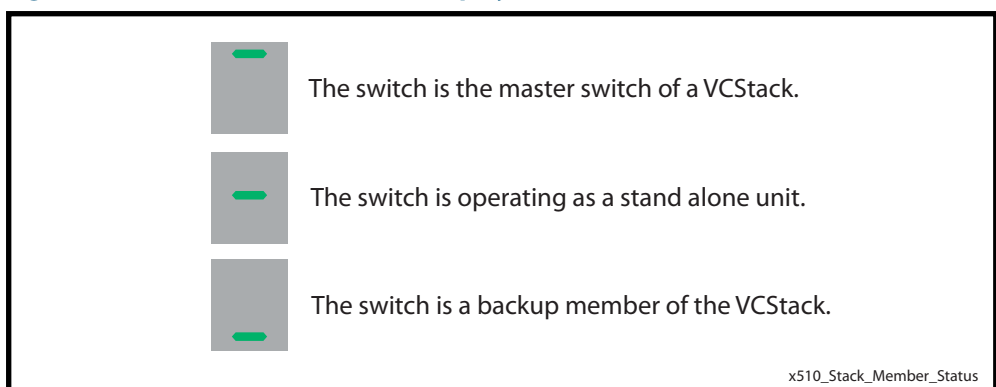 The switch is the master switch of a VCStack.
The switch is operating as a stand alone unit.
The switch is a backup member of the VCStack.
x510_Stack_Member_Status